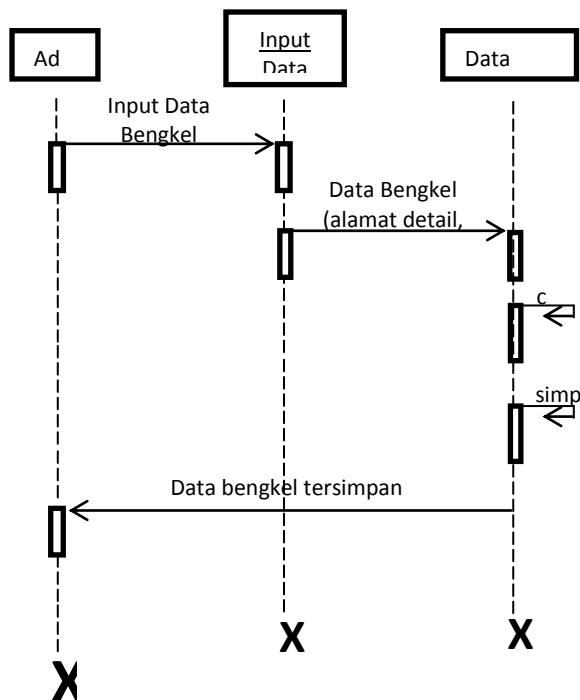 Ad
Input
Data
Data
Input Data
Bengkel
Data Bengkel
(alamat detail,
c
simp
Data bengkel tersimpan
X
X
X